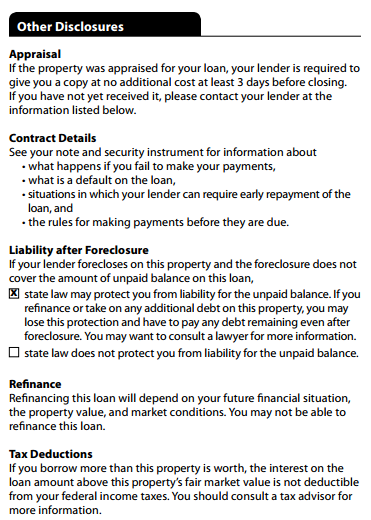 Other Disclosures
Appraisal
If the property was appraised for your loan, your lender is required to
give you a copy at no additional cost at least 3 days before closing.
If you have not yet received it, please contact your lender at the
information listed below.
Contract Details
See your note and security instrument for information about
• what happens if you fail to make your payments,
• what is a default on the loan,
• situations in which your lender can require early repayment of the
loan, and
• the rules for making payments before they are due.
Liability after Foreclosure
If your lender forecloses on this property and the foreclosure does not
cover the amount of unpaid balance on this loan,
☒ state law may protect you from liability for the unpaid balance. If you
refinance or take on any additional debt on this property, you may
lose this protection and have to pay any debt remaining even after
foreclosure. You may want to consult a lawyer for more information.
☐ state law does not protect you from liability for the unpaid balance.
Refinance
Refinancing this loan will depend on your future financial situation,
the property value, and market conditions. You may not be able to
refinance this loan.
Tax Deductions
If you borrow more than this property is worth, the interest on the
loan amount above this property's fair market value is not deductible
from your federal income taxes. You should consult a tax advisor for
more information.